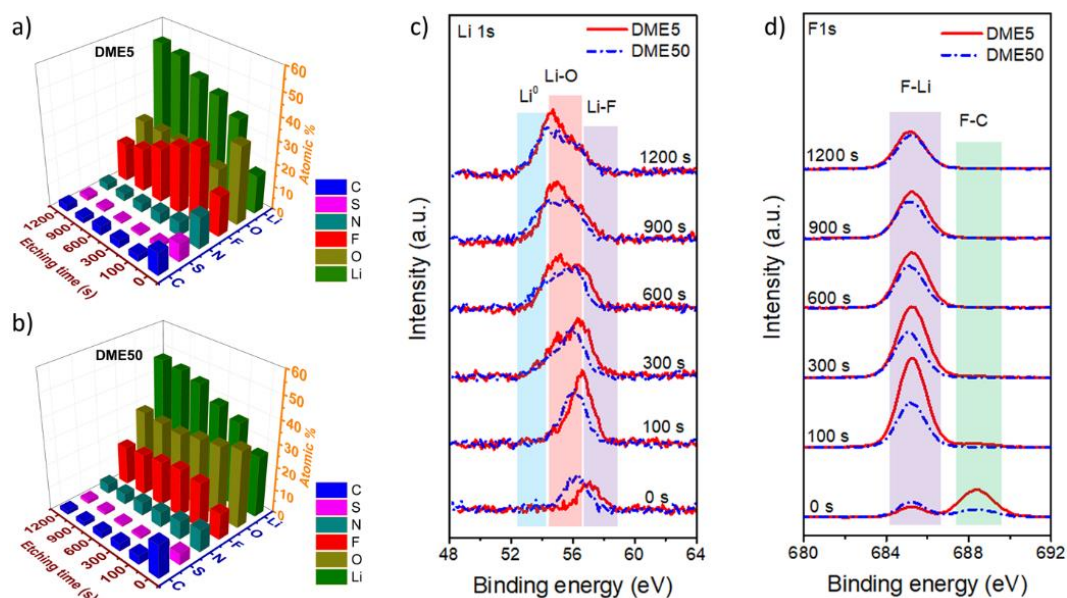 a)
DME5
60
50
40
30
20
10
0
Atomic %
1200
900
600
300
100
0
Etching time (s)
C
S
N
F
O
Li
C
S
N
F
O
Li
b)
DME50
60
50
40
30
20
10
0
Atomic %
1200
900
600
300
100
0
Etching time (s)
C
S
N
F
O
Li
C
S
N
F
O
Li
c)
Li 1s
DME5
DME50
Li⁰
Li-O
Li-F
1200 s
900 s
600 s
300 s
100 s
0 s
Intensity (a.u.)
48 52 56 60 64
Binding energy (eV)
d)
F1s
DME5
DME50
F-Li
F-C
1200 s
900 s
600 s
300 s
100 s
0 s
Intensity (a.u.)
680 684 688 692
Binding energy (eV)